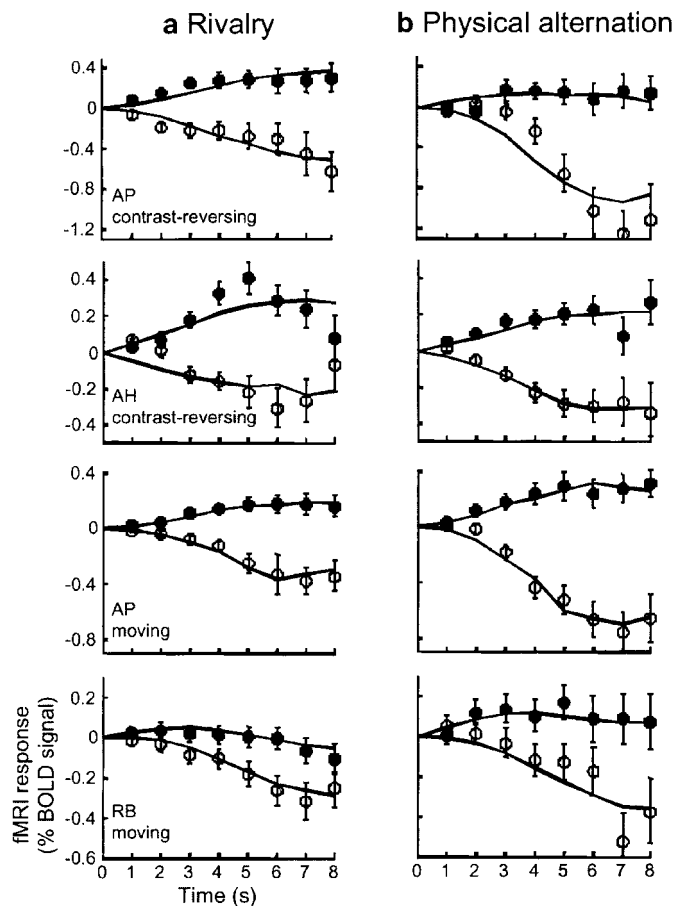 a Rivalry
b Physical alternation
0.4
0
-0.4
-0.8
-1.2
AP
contrast-reversing
0.4
0.2
0
-0.2
-0.4
AH
contrast-reversing
0.4
0
-0.4
-0.8
AP
moving
0.2
0
-0.2
-0.4
-0.6
RB
moving
fMRI response
(% BOLD signal)
0 1 2 3 4 5 6 7 8
0 1 2 3 4 5 6 7 8
Time (s)